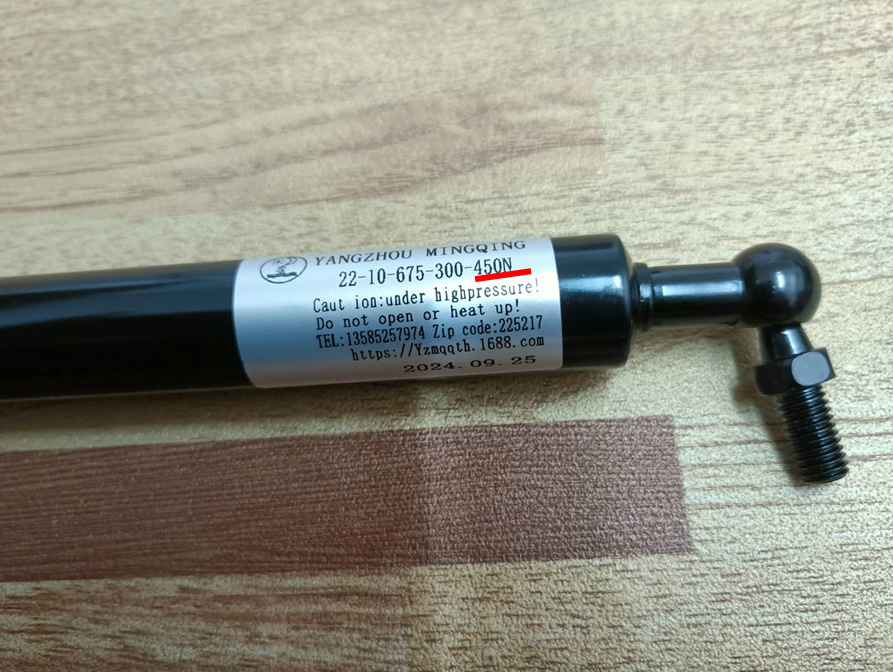 YANGZHOU MINGQING
22-10-675-300-450N
Caut ion:under highpressure!
Do not open or heat up!
TEL:13585257974 Zip code:225217
https://Yzmqqth.1688.com
2024.09.25